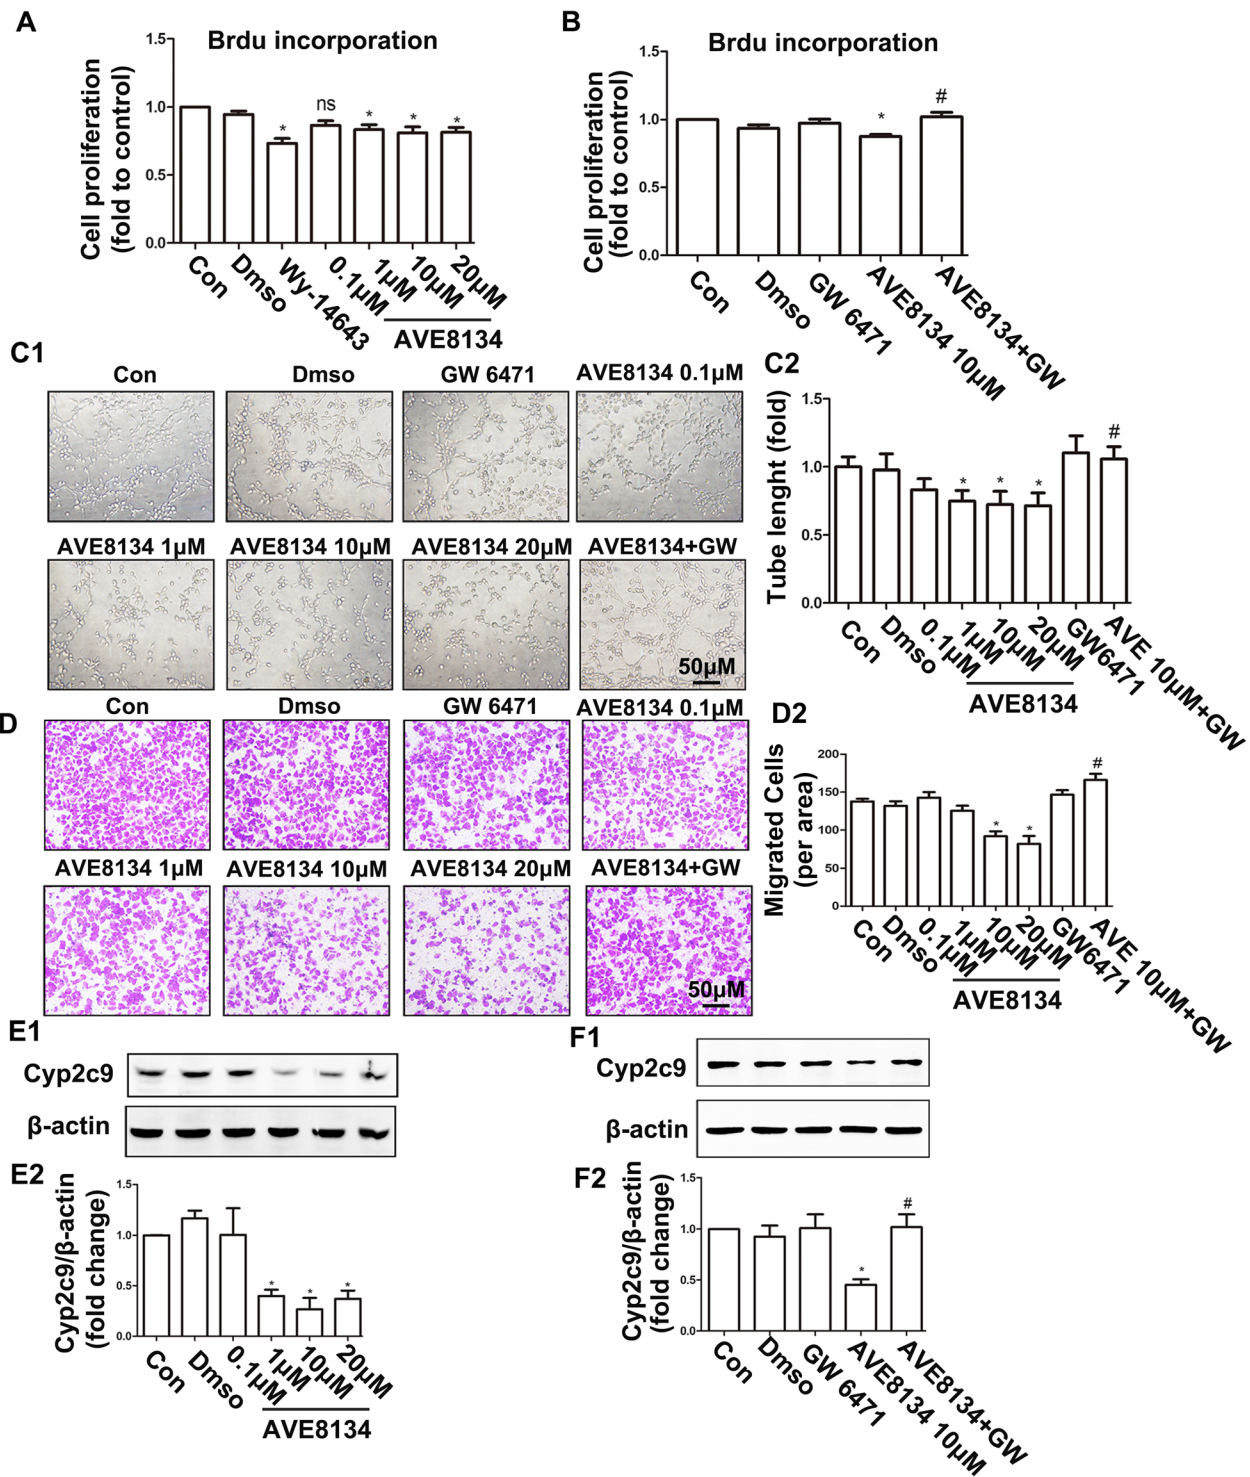 A
Brdu incorporation
Cell proliferation
(fold to control)
1.5
1.0
0.5
0.0
ns
*
*
*
*
Con
Dmso
Wy-14643
0.1μM
1μM
10μM
20μM
AVE8134
B
Brdu incorporation
Cell proliferation
(fold to control)
1.5
1.0
0.5
0.0
*
#
Con
Dmso
GW 6471
AVE8134 10μM
AVE8134+GW
C1
Con
Dmso
GW 6471
AVE8134 0.1μM
AVE8134 1μM
AVE8134 10μM
AVE8134 20μM
AVE8134+GW
50μM
C2
Tube lenght (fold)
1.5
1.0
0.5
0.0
*
*
*
#
Con
Dmso
0.1μM
1μM
10μM
20μM
GW6471
AVE 10μM+GW
AVE8134
D
Con
Dmso
GW 6471
AVE8134 0.1μM
AVE8134 1μM
AVE8134 10μM
AVE8134 20μM
AVE8134+GW
50μM
D2
Migrated Cells
(per area)
200
150
100
50
0
*
*
#
Con
Dmso
0.1μM
1μM
10μM
20μM
GW6471
AVE 10μM+GW
AVE8134
E1
Cyp2c9
β-actin
E2
Cyp2c9/β-actin
(fold change)
1.5
1.0
0.5
0.0
*
*
*
Con
Dmso
0.1μM
1μM
10μM
20μM
AVE8134
F1
Cyp2c9
β-actin
F2
Cyp2c9/β-actin
(fold change)
1.5
1.0
0.5
0.0
*
#
Con
Dmso
GW 6471
AVE8134 10μM
AVE8134+GW